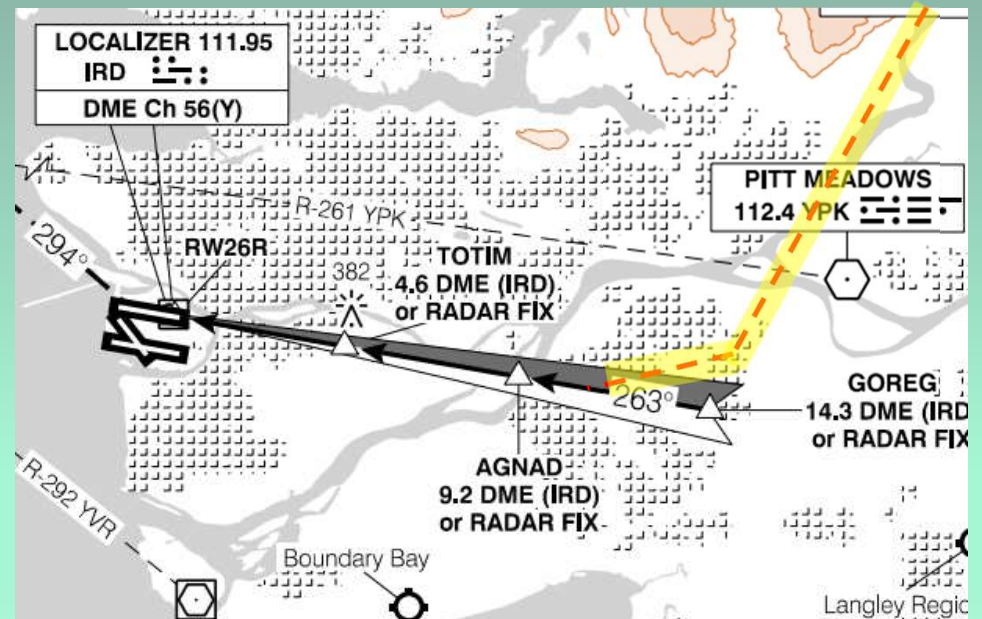 LOCALIZER 111.95
IRD
DME Ch 56(Y)
PITT MEADOWS
112.4 YPK
R-261 YPK
294°
RW26R
382
TOTIM
4.6 DME (IRD)
or RADAR FIX
263°
GOREG
14.3 DME (IRD
or RADAR FIX
AGNAD
9.2 DME (IRD)
or RADAR FIX
R-292 YVR
Boundary Bay
Langley Regio